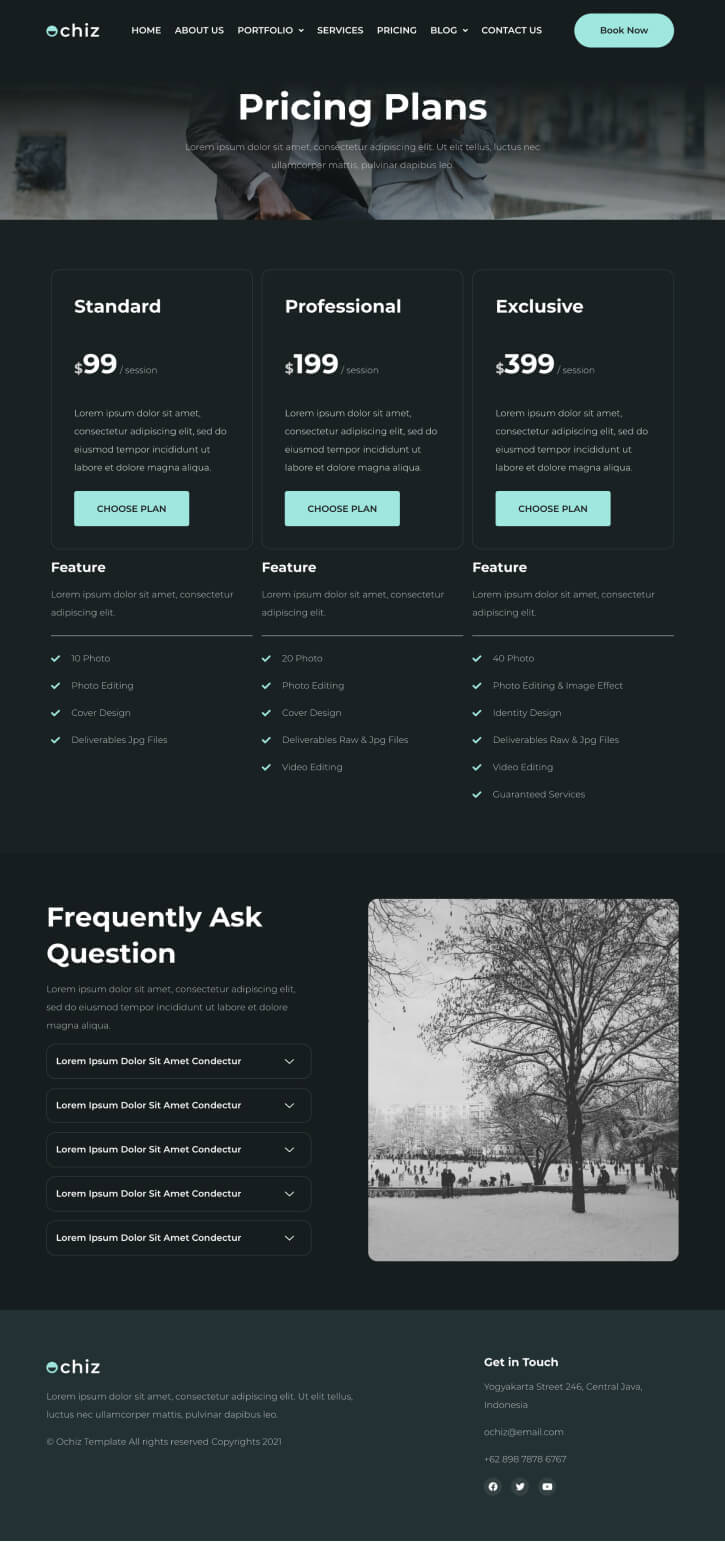 ochiz
HOME ABOUT US PORTFOLIO SERVICES PRICING BLOG CONTACT US
Book Now
Pricing Plans
Lorem ipsum dolor sit amet, consectetur adipiscing elit. Ut elit tellus, luctus nec
ullamcorper mattis, pulvinar dapibus leo.
Standard
$99 / session
Lorem ipsum dolor sit amet,
consectetur adipiscing elit, sed do
eiusmod tempor incididunt ut
labore et dolore magna aliqua.
CHOOSE PLAN
Feature
Lorem ipsum dolor sit amet, consectetur
adipiscing elit.
10 Photo
Photo Editing
Cover Design
Deliverables Jpg Files
Professional
$199 / session
Lorem ipsum dolor sit amet,
consectetur adipiscing elit, sed do
eiusmod tempor incididunt ut
labore et dolore magna aliqua.
CHOOSE PLAN
Feature
Lorem ipsum dolor sit amet, consectetur
adipiscing elit.
20 Photo
Photo Editing
Cover Design
Deliverables Raw & Jpg Files
Video Editing
Exclusive
$399 / session
Lorem ipsum dolor sit amet,
consectetur adipiscing elit, sed do
eiusmod tempor incididunt ut
labore et dolore magna aliqua.
CHOOSE PLAN
Feature
Lorem ipsum dolor sit amet, consectetur
adipiscing elit.
40 Photo
Photo Editing & Image Effect
Identity Design
Deliverables Raw & Jpg Files
Video Editing
Guaranteed Services
Frequently Ask
Question
Lorem ipsum dolor sit amet, consectetur adipiscing elit,
sed do eiusmod tempor incididunt ut labore et dolore
magna aliqua.
Lorem Ipsum Dolor Sit Amet Condectur
Lorem Ipsum Dolor Sit Amet Condectur
Lorem Ipsum Dolor Sit Amet Condectur
Lorem Ipsum Dolor Sit Amet Condectur
Lorem Ipsum Dolor Sit Amet Condectur
ochiz
Lorem ipsum dolor sit amet, consectetur adipiscing elit. Ut elit tellus,
luctus nec ullamcorper mattis, pulvinar dapibus leo.
© Ochiz Template All rights reserved Copyrights 2021
Get in Touch
Yogyakarta Street 246, Central Java,
Indonesia
ochiz@email.com
+62 898 7878 6767